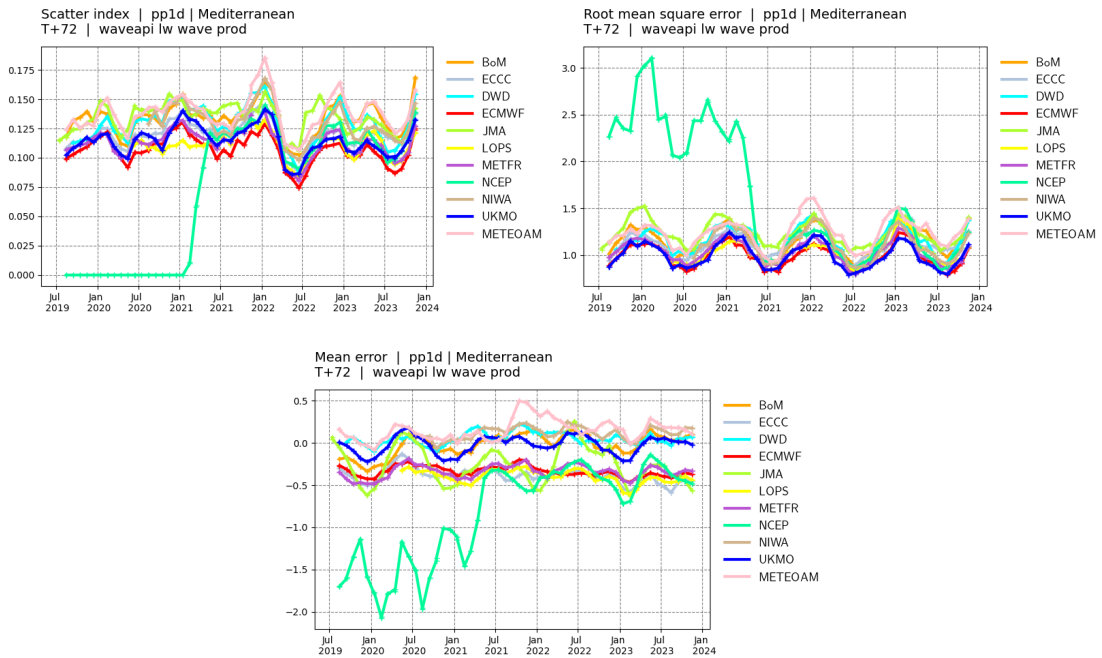 Scatter index | pp1d | Mediterranean
T+72 | waveapi lw wave prod
0.175
0.150
0.125
0.100
0.075
0.050
0.025
0.000
Jul Jan Jul Jan Jul Jan Jul Jan Jul Jan
2019 2020 2020 2021 2021 2022 2022 2023 2023 2024
BoM
ECCC
DWD
ECMWF
JMA
LOPS
METFR
NCEP
NIWA
UKMO
METEOAM
Root mean square error | pp1d | Mediterranean
T+72 | waveapi lw wave prod
3.0
2.5
2.0
1.5
1.0
Jul Jan Jul Jan Jul Jan Jul Jan Jul Jan
2019 2020 2020 2021 2021 2022 2022 2023 2023 2024
BoM
ECCC
DWD
ECMWF
JMA
LOPS
METFR
NCEP
NIWA
UKMO
METEOAM
Mean error | pp1d | Mediterranean
T+72 | waveapi lw wave prod
0.5
0.0
−0.5
−1.0
−1.5
−2.0
Jul Jan Jul Jan Jul Jan Jul Jan Jul Jan
2019 2020 2020 2021 2021 2022 2022 2023 2023 2024
BoM
ECCC
DWD
ECMWF
JMA
LOPS
METFR
NCEP
NIWA
UKMO
METEOAM